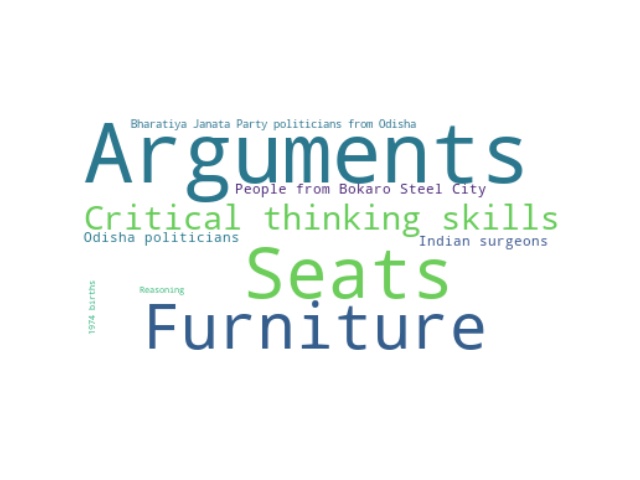 Bharatiya Janata Party politicians from Odisha
Arguments
People from Bokaro Steel City
Critical thinking skills
Odisha politicians
Indian surgeons
Seats
1974 births
Reasoning
Furniture